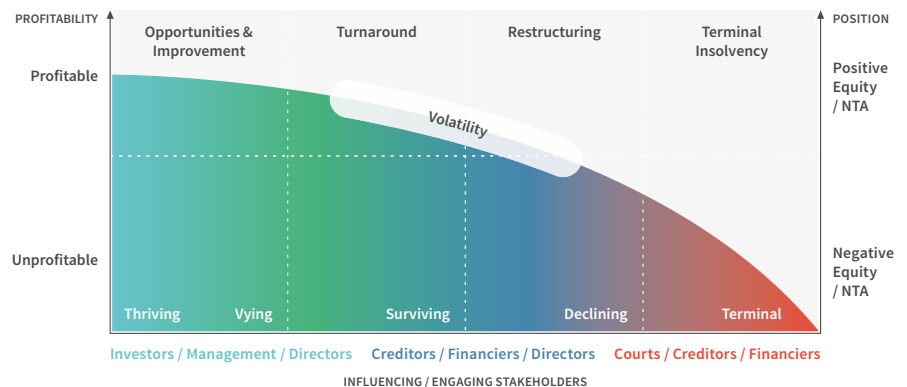 PROFITABILITY
POSITION
Opportunities &
Improvement
Turnaround
Restructuring
Terminal
Insolvency
Profitable
Positive
Equity
/ NTA
Volatility
Unprofitable
Negative
Equity
/ NTA
Thriving
Vying
Surviving
Declining
Terminal
Investors / Management / Directors
Creditors / Financiers / Directors
Courts / Creditors / Financiers
INFLUENCING / ENGAGING STAKEHOLDERS